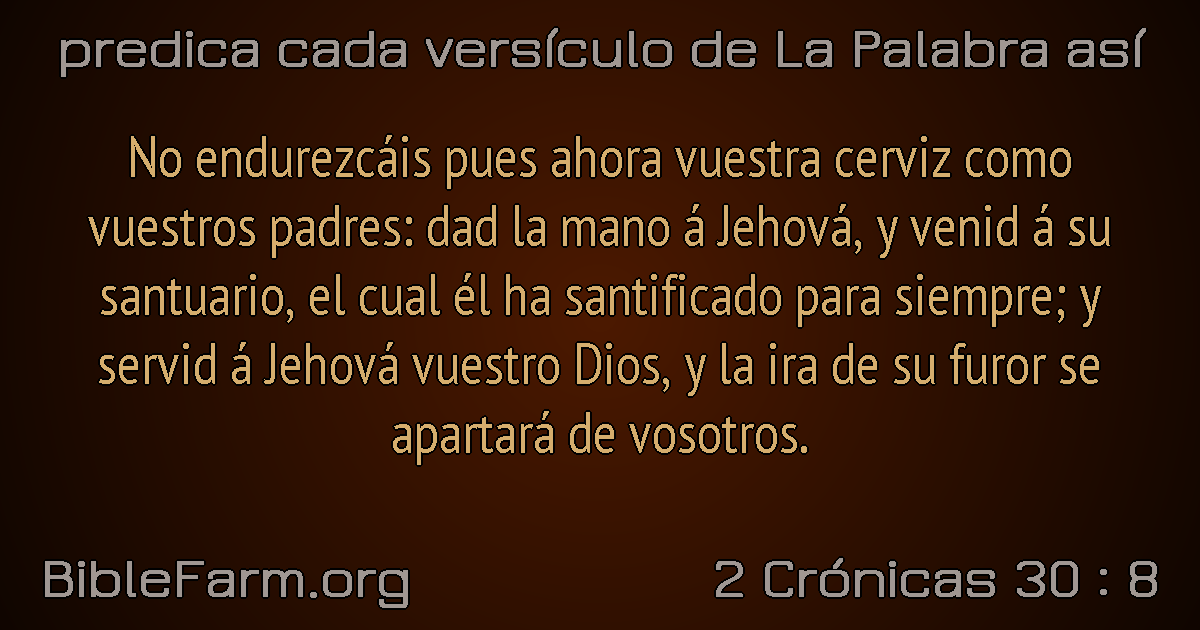 predica cada versículo de La Palabra así
No endurezcáis pues ahora vuestra cerviz como
vuestros padres: dad la mano á Jehová, y venid á su
santuario, el cual él ha santificado para siempre; y
servid á Jehová vuestro Dios, y la ira de su furor se
apartará de vosotros.
BibleFarm.org
2 Crónicas 30 : 8